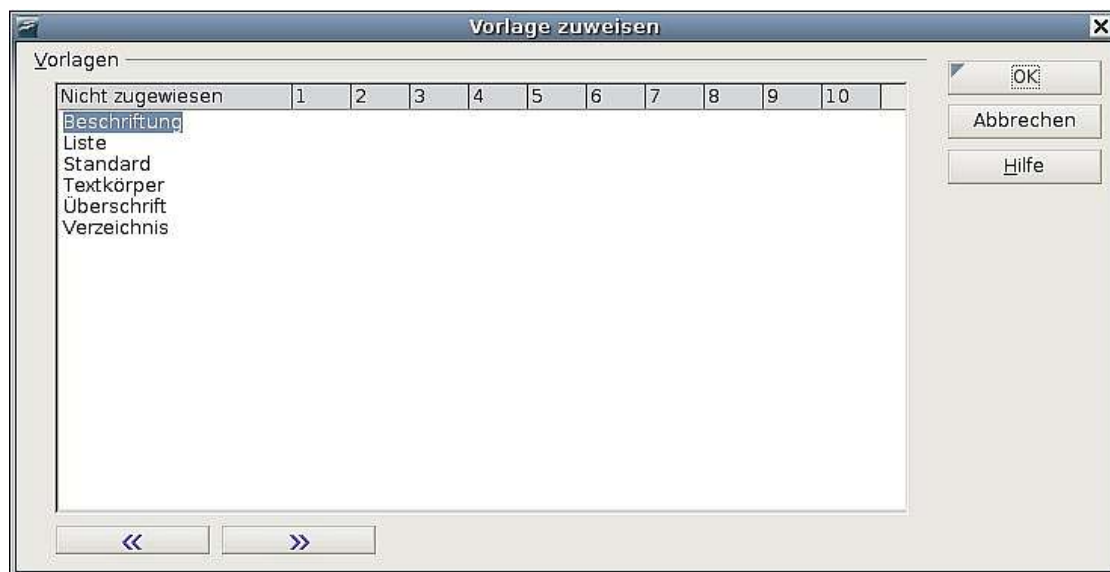 Vorlage zuweisen
Vorlagen
Nicht zugewiesen 1 2 3 4 5 6 7 8 9 10
Beschriftung
Liste
Standard
Textkörper
Überschrift
Verzeichnis
OK
Abbrechen
Hilfe
« »